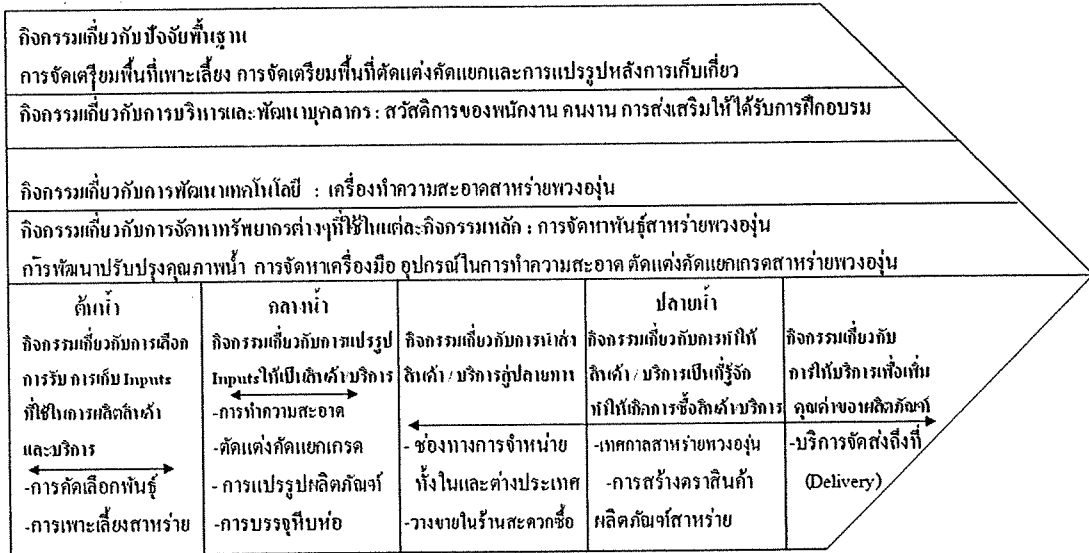 กิจกรรมเกี่ยวกับปัจจัยพื้นฐาน
การจัดเตรียมพื้นที่เพาะเลี้ยง การจัดเตรียมพื้นที่ตัดแต่งคัดแยกและการแปรรูปหลังการเก็บเกี่ยว
กิจกรรมเกี่ยวกับการบริหารและพัฒนาบุคลากร : สวัสดิการของพนักงาน คนงาน การส่งเสริมให้ได้รับการฝึกอบรม
กิจกรรมเกี่ยวกับการพัฒนาเทคโนโลยี : เครื่องทำความสะอาดสาหร่ายพวงองุ่น
กิจกรรมเกี่ยวกับการจัดหาทรัพยากรต่างๆที่ใช้ในแต่ละกิจกรรมหลัก : การจัดหาพันธุ์สาหร่ายพวงองุ่น
การพัฒนาปรับปรุงคุณภาพน้ำ การจัดหาเครื่องมือ อุปกรณ์ในการทำความสะอาด ตัดแต่งคัดแยกเกรดสาหร่ายพวงองุ่น
ต้นน้ำ
กิจกรรมเกี่ยวกับการเลือก
การรับ การเก็บ Inputs
ที่ใช้ในการผลิตสินค้า
และบริการ
-การคัดเลือกพันธุ์
-การเพาะเลี้ยงสาหร่าย
กลางน้ำ
กิจกรรมเกี่ยวกับการแปรรูป
Inputsให้เป็นสินค้า/บริการ
-การทำความสะอาด
-ตัดแต่งคัดแยกเกรด
- การแปรรูปผลิตภัณฑ์
-การบรรจุหีบห่อ
กิจกรรมเกี่ยวกับการนำส่ง
สินค้า / บริการสู่ปลายทาง
- ช่องทางการจำหน่าย
ทั้งในและต่างประเทศ
-วางขายในร้านสะดวกซื้อ
ปลายน้ำ
กิจกรรมเกี่ยวกับการทำให้
สินค้า / บริการเป็นที่รู้จัก
ทำให้เกิดการซื้อสินค้า/บริการ
-เทศกาลสาหร่ายพวงองุ่น
-การสร้างตราสินค้า
ผลิตภัณฑ์สาหร่าย
กิจกรรมเกี่ยวกับ
การให้บริการเพื่อเพิ่ม
คุณค่าของผลิตภัณฑ์
-บริการจัดส่งถึงที่
(Delivery)